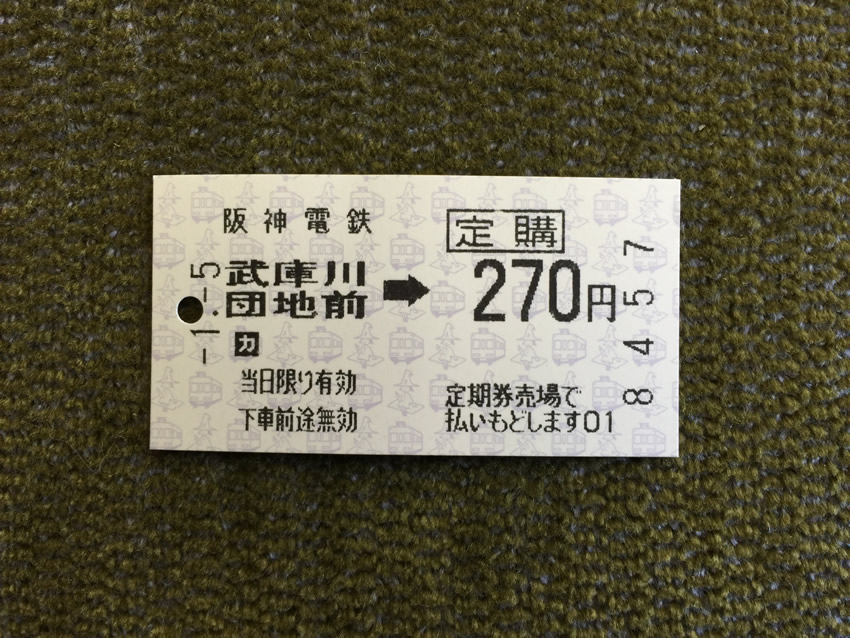 阪神電鉄
定購
武庫川
団地前
➡
270円
カ
当日限り有効
下車前途無効
定期券売場で
払いもどします01
-1.-5
8457